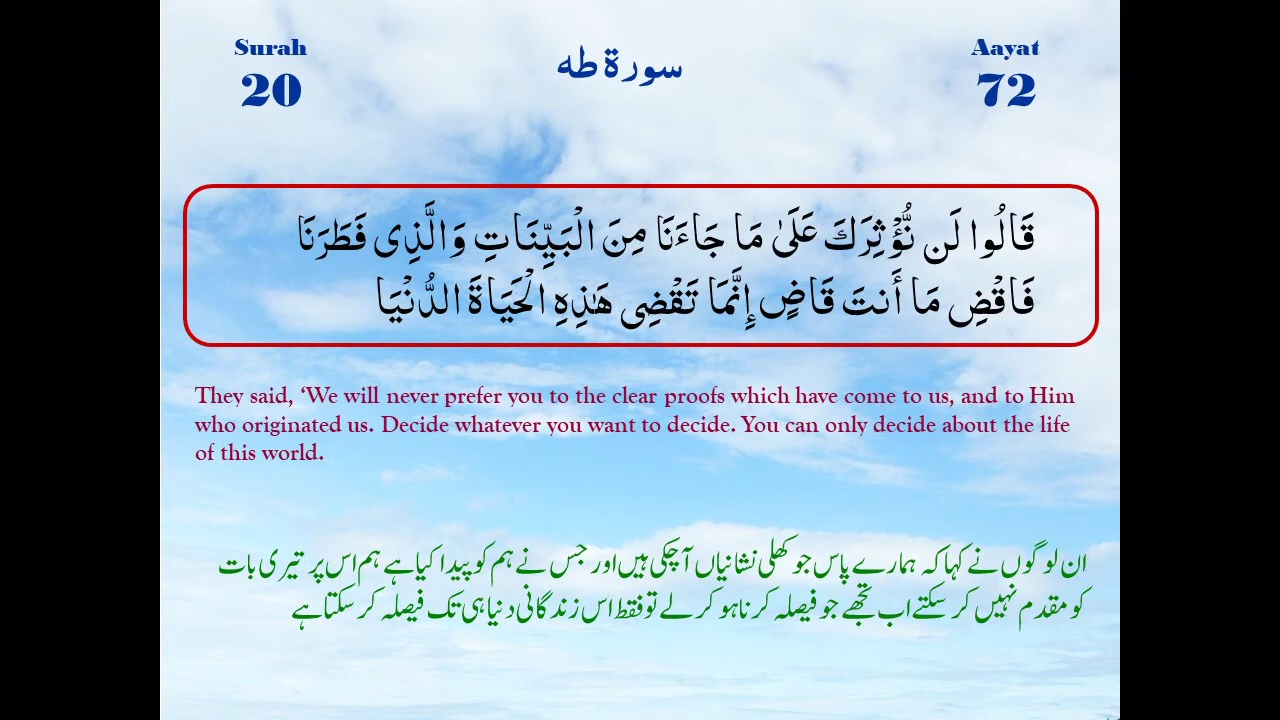 Surah
20
سورۃ طه
Aayat
72
قَالُوا لَن نُّؤْثِرَكَ عَلَىٰ مَا جَاءَنَا مِنَ الْبَيِّنَاتِ وَالَّذِي فَطَرَنَا
فَاقْضِ مَا أَنتَ قَاضٍ إِنَّمَا تَقْضِي هَٰذِهِ الْحَيَاةَ الدُّنْيَا
They said, ‘We will never prefer you to the clear proofs which have come to us, and to Him
who originated us. Decide whatever you want to decide. You can only decide about the life
of this world.
ان لوگوں نے کہا کہ ہمارے پاس جو کھلی نشانیاں آچکی ہیں اور جس نے ہم کو پیدا کیا ہے ہم اس پر تیری بات
کو مقدم نہیں کر سکتے اب تجھے جو فیصلہ کرنا ہو کر لے تو فقط اس زندگانی دنیا ہی تک فیصلہ کر سکتا ہے